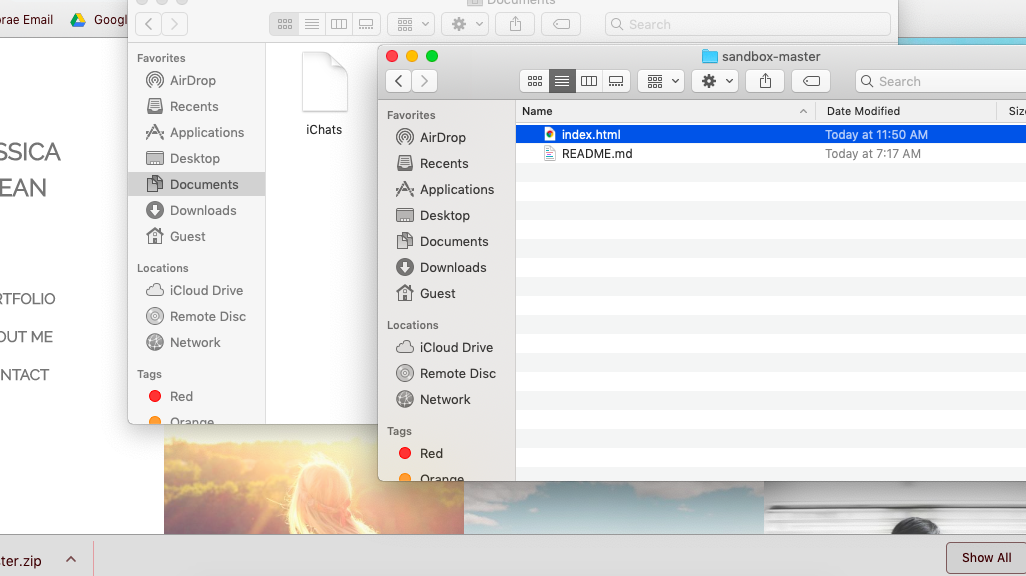 Email
Googl
Documents
Search
Favorites
AirDrop
Recents
Applications
Desktop
Documents
Downloads
Guest
Locations
iCloud Drive
Remote Disc
Network
Tags
Red
Orange
iChats
sandbox-master
Search
Favorites
AirDrop
Recents
Applications
Desktop
Documents
Downloads
Guest
Locations
iCloud Drive
Remote Disc
Network
Tags
Red
Orange
Name Date Modified Siz
index.html Today at 11:50 AM
README.md Today at 7:17 AM
SSICA
EAN
RTFOLIO
OUT ME
NTACT
ter.zip
Show All